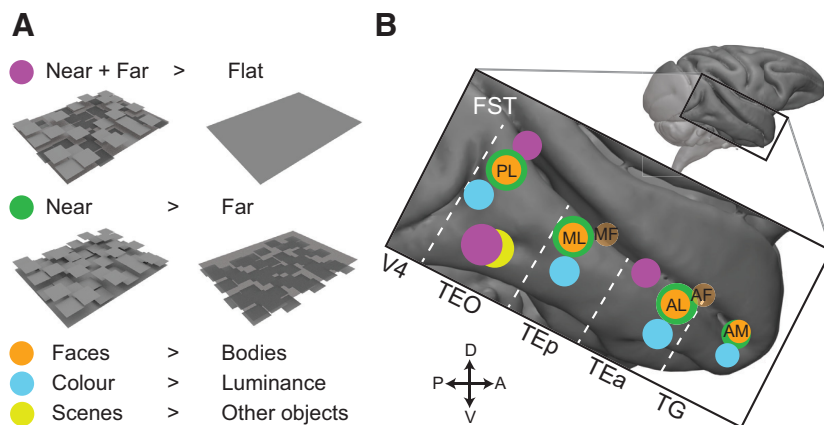 A
Near + Far > Flat
Near > Far
Faces > Bodies
Colour > Luminance
Scenes > Other objects
B
FST
PL
ML
MF
AL
AF
AM
V4
TEO
TEp
TEa
TG
D
P
A
V